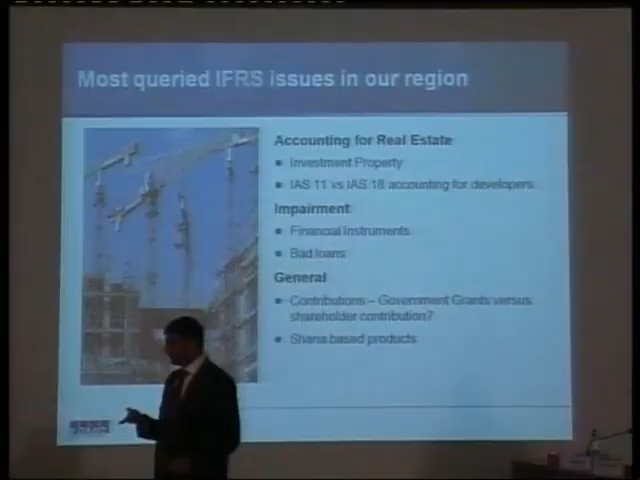 Most queried IFRS issues in our region
Accounting for Real Estate
Investment Property
IAS 11 vs IAS 18 accounting for developers
Impairment
Financial Instruments
Bad loans
General
Contributions – Government Grants versus
shareholder contribution?
Sharia based products